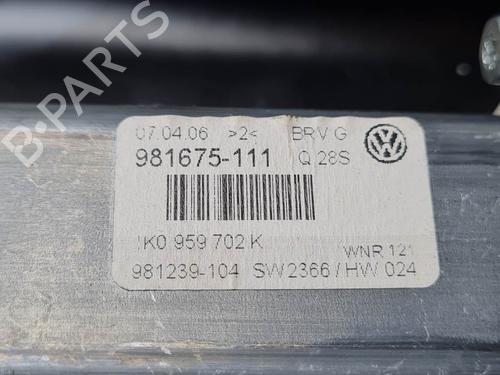 07.04.06 >2< BRV G
981675-111 Q 28S
1K0 959 702 K
WNR 121
981239-104 SW2366 / HW 024
B-PARTS